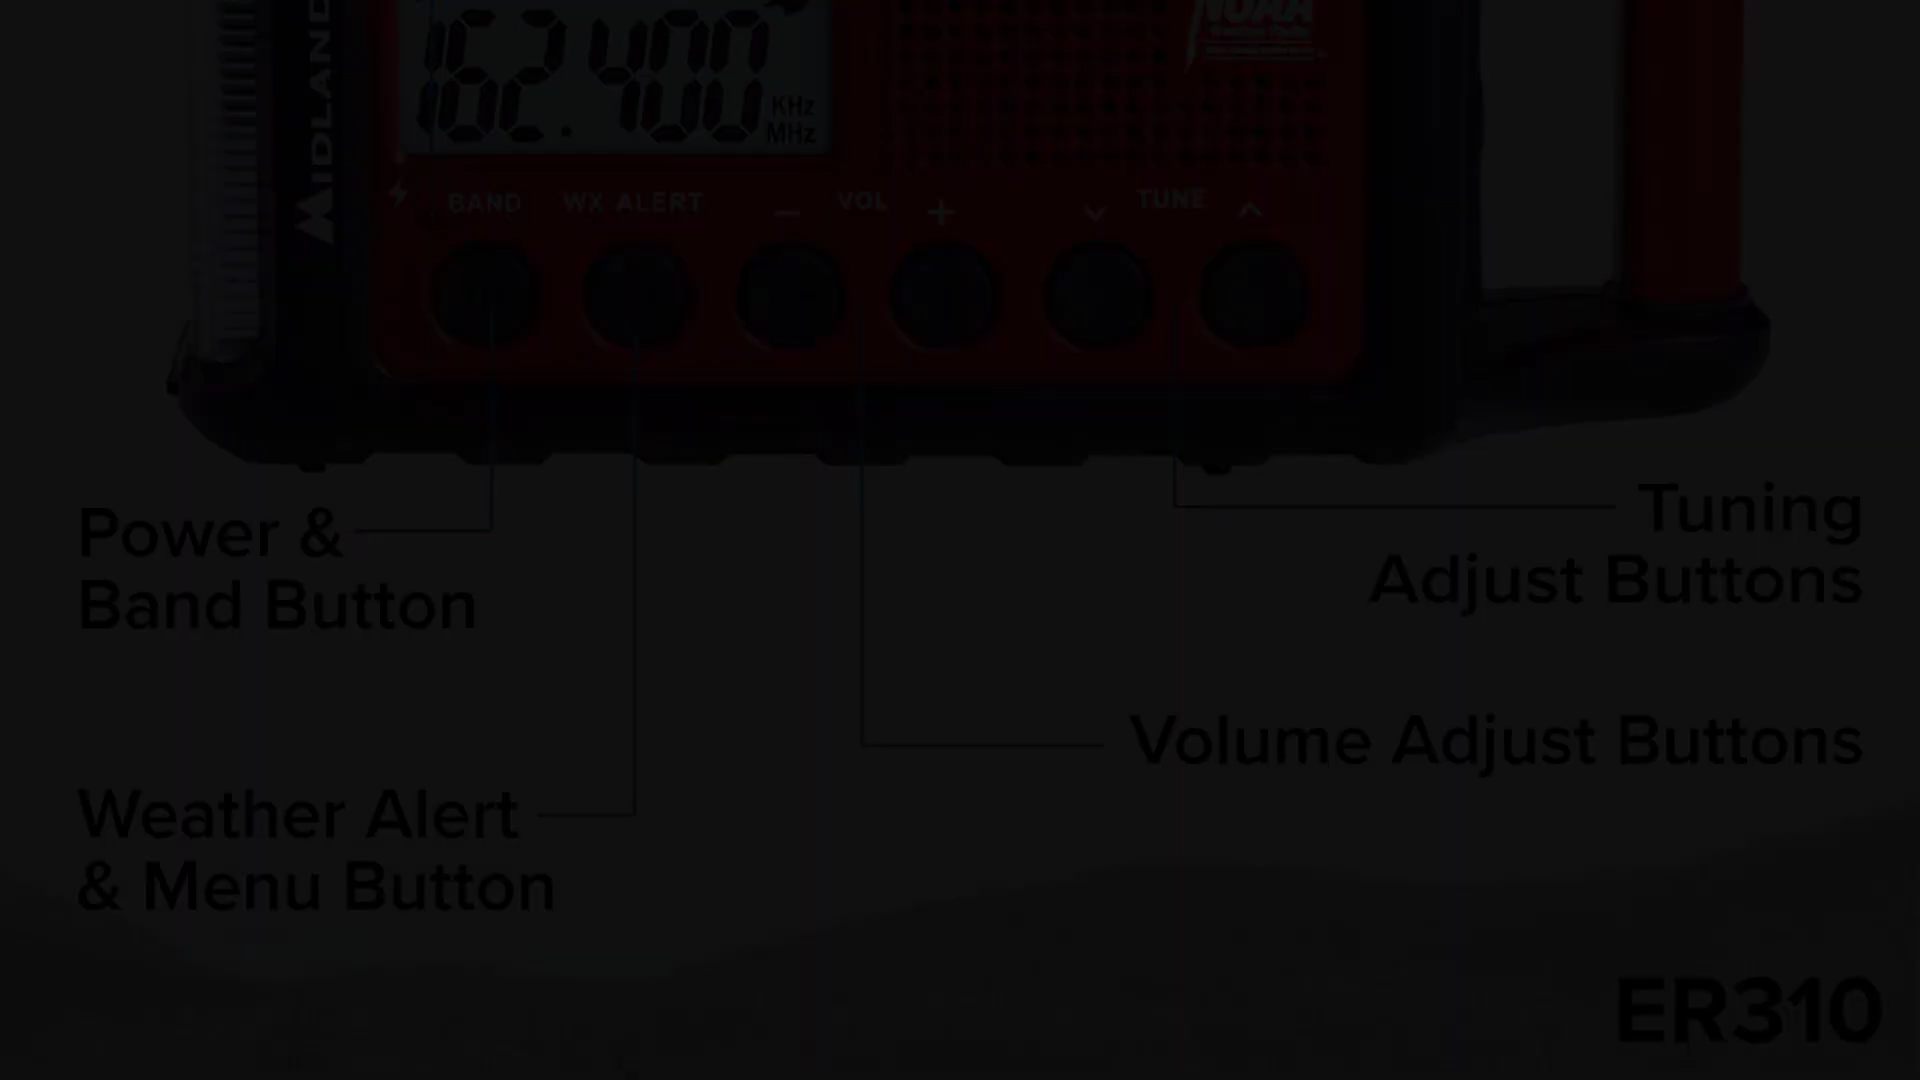 NOAA
MIDLAND
162.400
KHz
MHz
BAND
WX ALERT
− VOL +
TUNE
Power &
Band Button
Tuning
Adjust Buttons
Volume Adjust Buttons
Weather Alert
& Menu Button
ER310